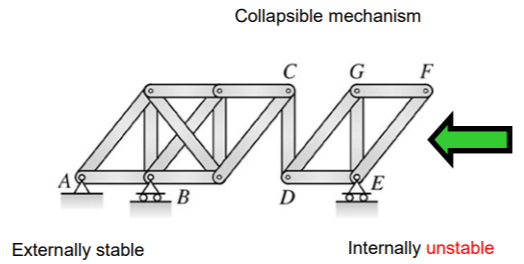 Collapsible mechanism
C G F
A B D E
Externally stable
Internally unstable